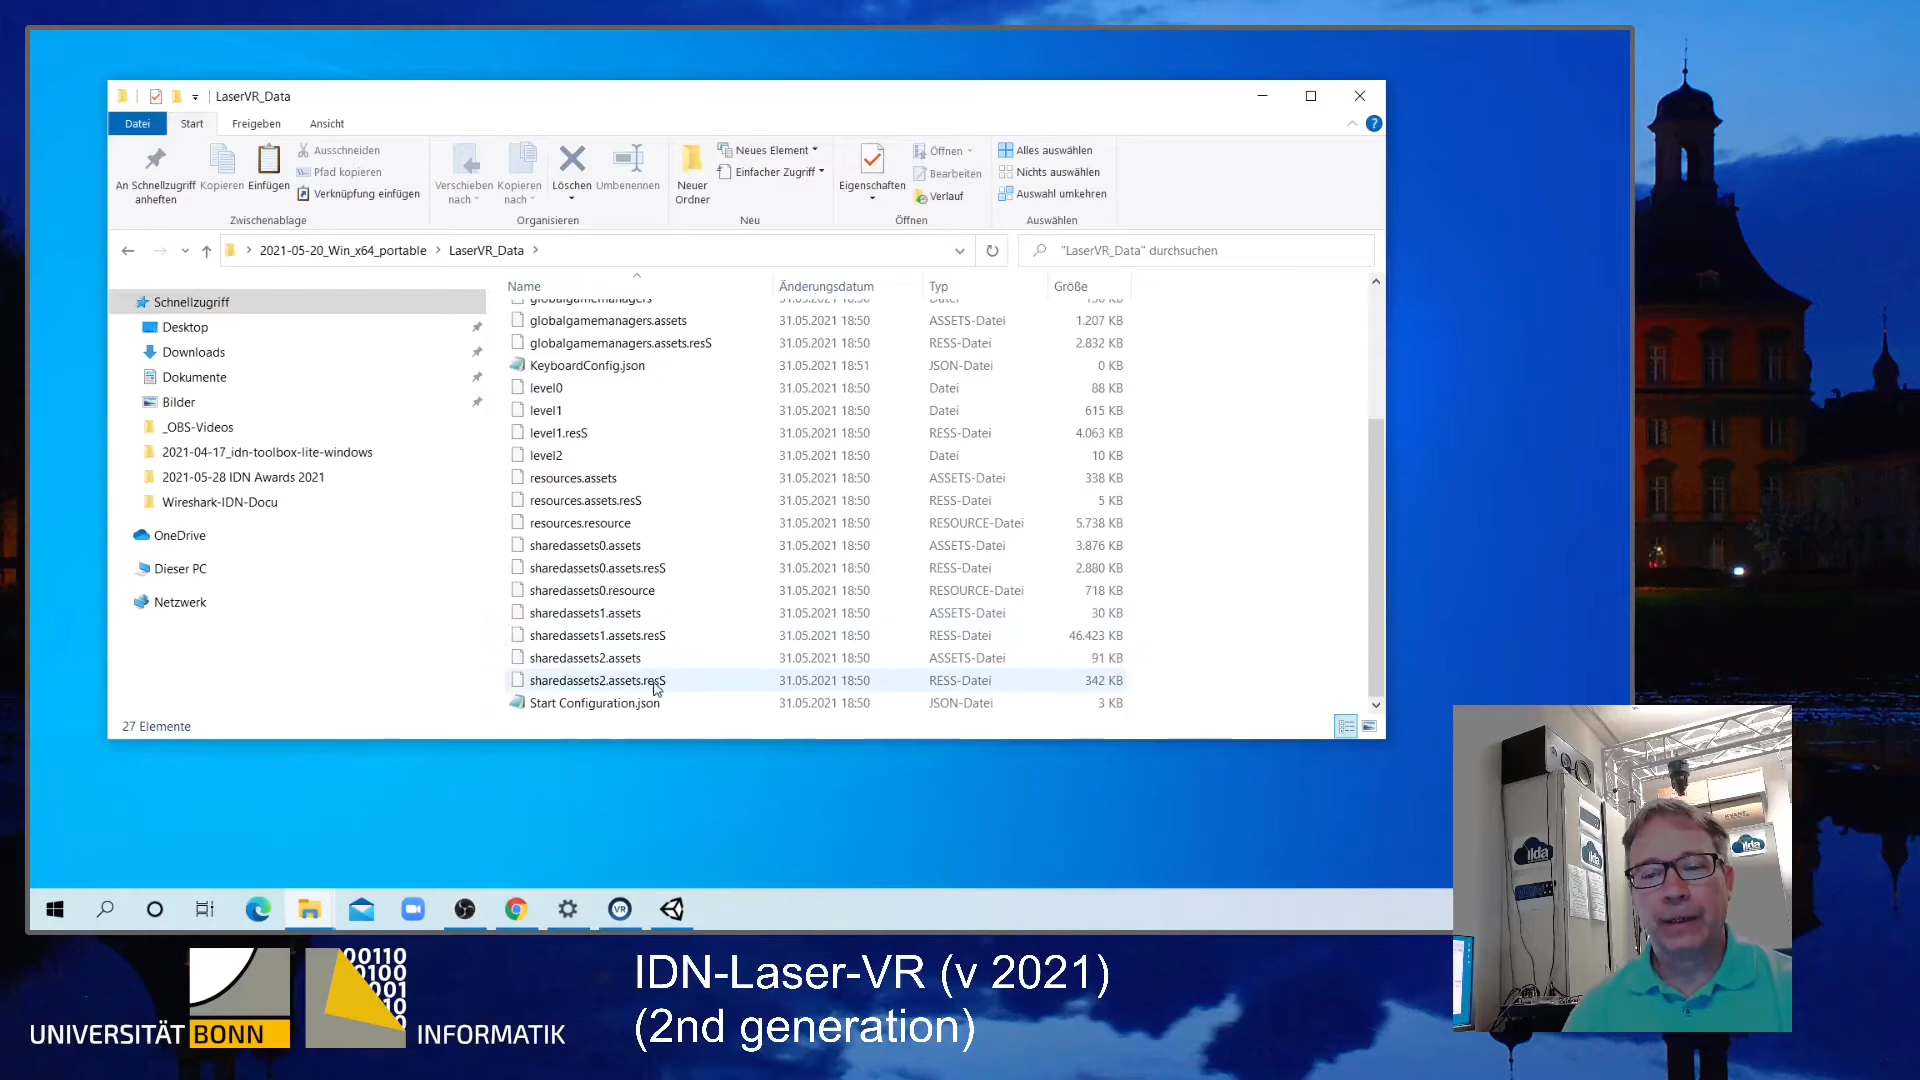 LaserVR_Data
Datei Start Freigeben Ansicht
An Schnellzugriff anheften
Kopieren
Einfügen
Ausschneiden
Pfad kopieren
Verknüpfung einfügen
Zwischenablage
Verschieben nach
Kopieren nach
Löschen
Umbenennen
Organisieren
Neuer Ordner
Neues Element
Einfacher Zugriff
Neu
Eigenschaften
Öffnen
Bearbeiten
Verlauf
Öffnen
Alles auswählen
Nichts auswählen
Auswahl umkehren
Auswählen
2021-05-20_Win_x64_portable > LaserVR_Data >
"LaserVR_Data" durchsuchen
Schnellzugriff
Desktop
Downloads
Dokumente
Bilder
_OBS-Videos
2021-04-17_idn-toolbox-lite-windows
2021-05-28 IDN Awards 2021
Wireshark-IDN-Docu
OneDrive
Dieser PC
Netzwerk
Name Änderungsdatum Typ Größe
globalgamemanagers
globalgamemanagers.assets 31.05.2021 18:50 ASSETS-Datei 1.207 KB
globalgamemanagers.assets.resS 31.05.2021 18:50 RESS-Datei 2.832 KB
KeyboardConfig.json 31.05.2021 18:51 JSON-Datei 0 KB
level0 31.05.2021 18:50 Datei 88 KB
level1 31.05.2021 18:50 Datei 615 KB
level1.resS 31.05.2021 18:50 RESS-Datei 4.063 KB
level2 31.05.2021 18:50 Datei 10 KB
resources.assets 31.05.2021 18:50 ASSETS-Datei 338 KB
resources.assets.resS 31.05.2021 18:50 RESS-Datei 5 KB
resources.resource 31.05.2021 18:50 RESOURCE-Datei 5.738 KB
sharedassets0.assets 31.05.2021 18:50 ASSETS-Datei 3.876 KB
sharedassets0.assets.resS 31.05.2021 18:50 RESS-Datei 2.880 KB
sharedassets0.resource 31.05.2021 18:50 RESOURCE-Datei 718 KB
sharedassets1.assets 31.05.2021 18:50 ASSETS-Datei 30 KB
sharedassets1.assets.resS 31.05.2021 18:50 RESS-Datei 46.423 KB
sharedassets2.assets 31.05.2021 18:50 ASSETS-Datei 91 KB
sharedassets2.assets.resS 31.05.2021 18:50 RESS-Datei 342 KB
Start Configuration.json 31.05.2021 18:50 JSON-Datei 3 KB
27 Elemente
VR
ilda
UNIVERSITÄT BONN
INFORMATIK
IDN-Laser-VR (v 2021)
(2nd generation)